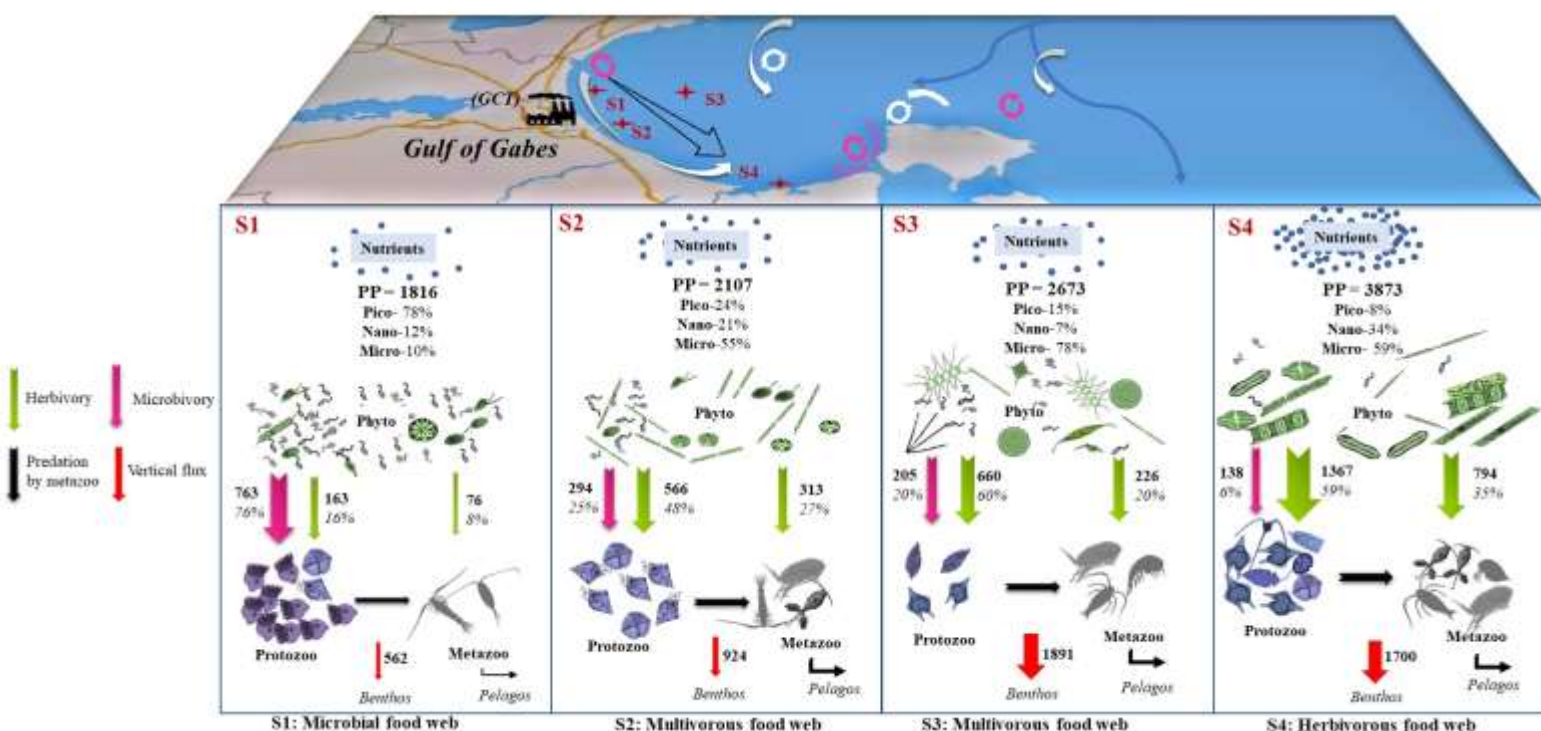 (GCT)
S1
S3
S2
Gulf of Gabes
S4
Herbivory
Microbivory
Predation
by metazoo
Vertical flux
S1
Nutrients
PP = 1816
Pico- 78%
Nano-12%
Micro-10%
Phyto
763
76%
163
16%
76
8%
Protozoo
Metazoo
562
Benthos
Pelagos
S1: Microbial food web
S2
Nutrients
PP = 2107
Pico-24%
Nano-21%
Micro-55%
Phyto
294
25%
566
48%
313
27%
Protozoo
Metazoo
924
Benthos
Pelagos
S2: Multivorous food web
S3
Nutrients
PP = 2673
Pico-15%
Nano-7%
Micro- 78%
Phyto
205
20%
660
60%
226
20%
Protozoo
Metazoo
1891
Benthos
Pelagos
S3: Multivorous food web
S4
Nutrients
PP = 3873
Pico-8%
Nano-34%
Micro- 59%
Phyto
138
6%
1367
59%
794
35%
Protozoo
Metazoo
1700
Benthos
Pelagos
S4: Herbivorous food web